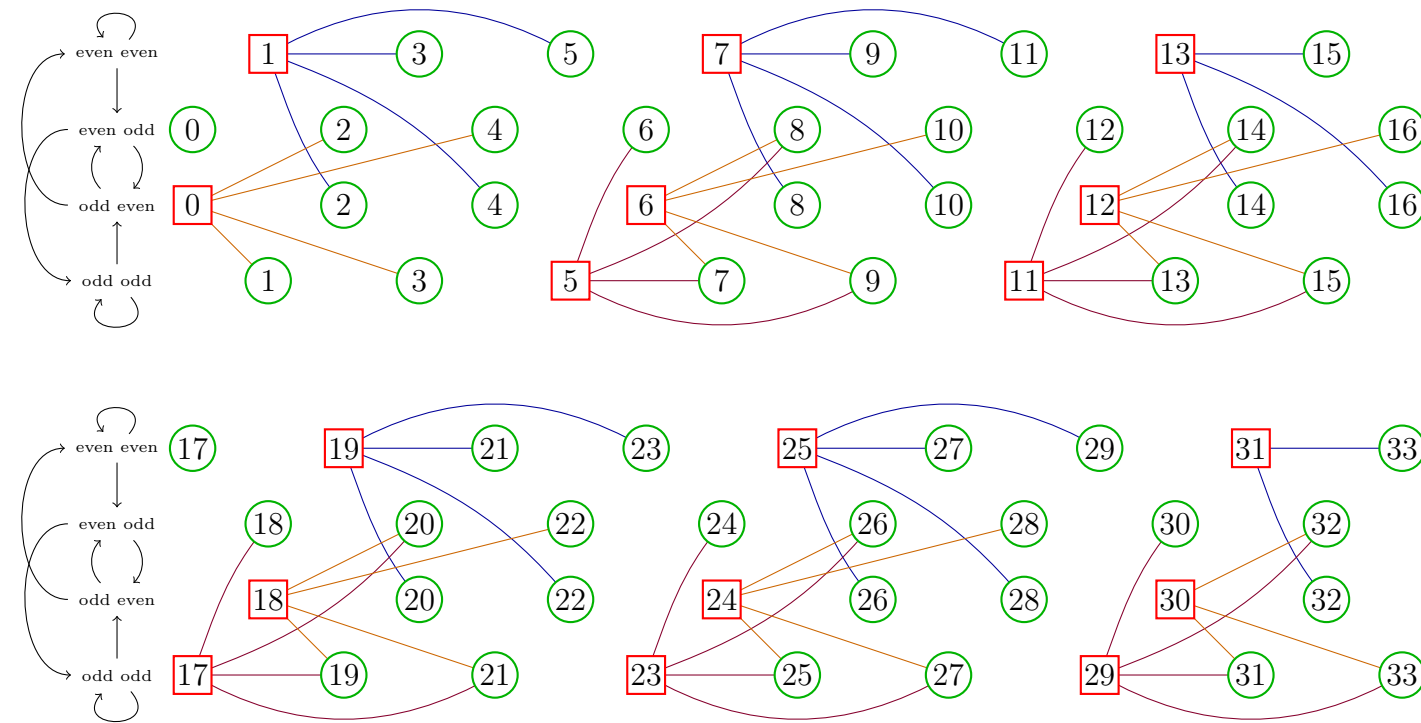 even even 1 3 5 7 9 11 13 15
even odd 0 2 4 6 8 10 12 14 16
odd even 0 2 4 6 8 10 12 14 16
odd odd 1 3 5 7 9 11 13 15
even even 17 19 21 23 25 27 29 31 33
even odd 18 20 22 24 26 28 30 32
odd even 18 20 22 24 26 28 30 32
odd odd 17 19 21 23 25 27 29 31 33